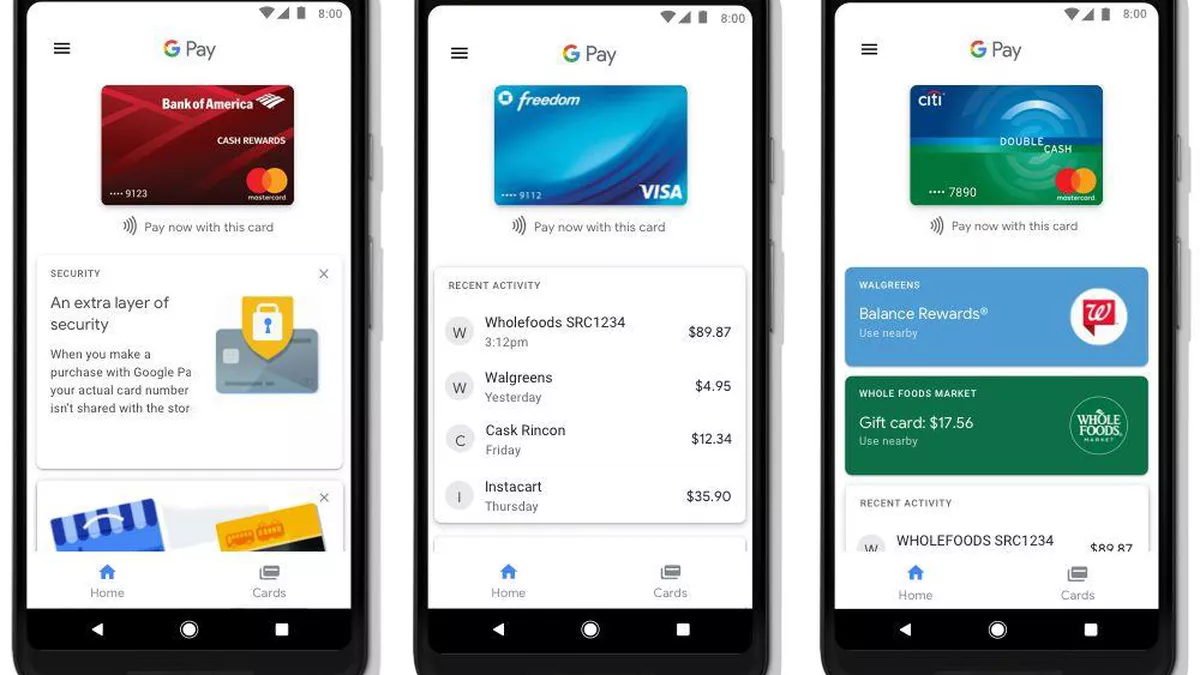 8:00
G Pay
Bank of America
CASH REWARDS
•••• 9123
mastercard
Pay now with this card
SECURITY
An extra layer of
security
When you make a
purchase with Google Pa
your actual card number
isn't shared with the stor
Home
Cards
8:00
G Pay
freedom
•••• 9112
VISA
Pay now with this card
RECENT ACTIVITY
W
Wholefoods SRC1234
$89.87
3:12pm
W
Walgreens
$4.95
Yesterday
C
Cask Rincon
$12.34
Friday
I
Instacart
$35.90
Thursday
Home
Cards
8:00
G Pay
citi
DOUBLE
CASH
•••• 7890
mastercard
Pay now with this card
WALGREENS
Balance Rewards®
Use nearby
W
WHOLE FOODS MARKET
Gift card: $17.56
Use nearby
WHOLE
FOODS
MARKET
RECENT ACTIVITY
W
WHOLEFOODS SRC1234
$89.87
Home
Cards